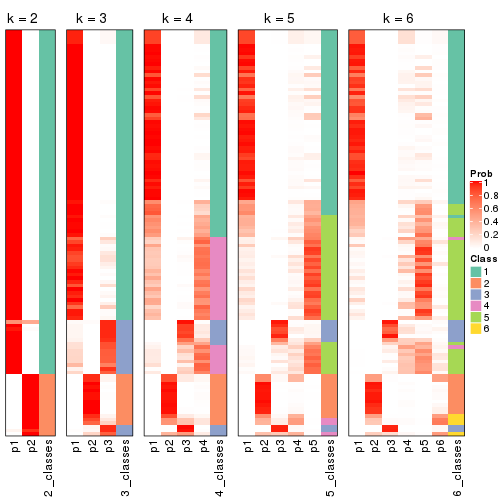 k = 2
k = 3
k = 4
k = 5
k = 6
p1
p2
2_classes
p1
p2
p3
3_classes
p1
p2
p3
p4
4_classes
p1
p2
p3
p4
p5
5_classes
p1
p2
p3
p4
p5
p6
6_classes
Prob
1
0.8
0.6
0.4
0.2
0
Class
1
2
3
4
5
6